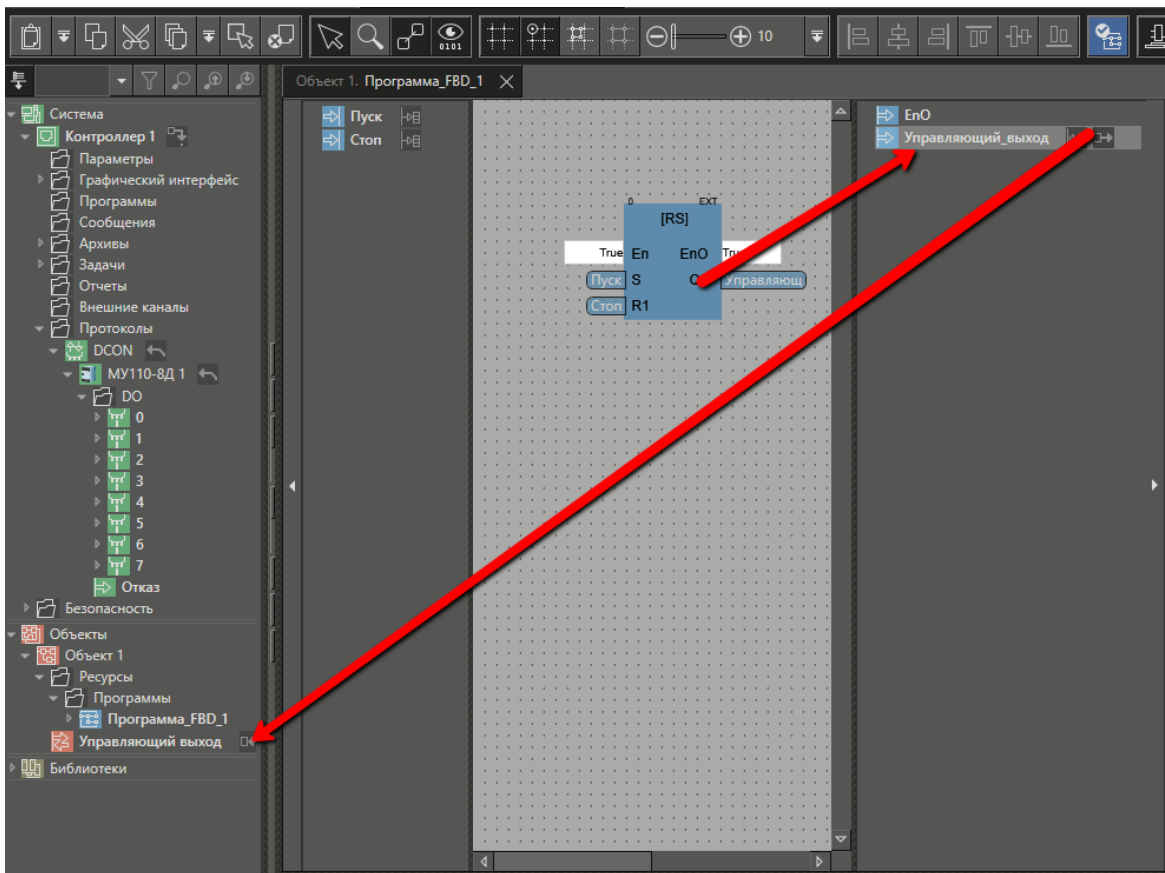 0101
10
Объект 1. Программа_FBD_1
Система
Контроллер 1
Параметры
Графический интерфейс
Программы
Сообщения
Архивы
Задачи
Отчеты
Внешние каналы
Протоколы
DCON
МУ110-8Д 1
DO
0
1
2
3
4
5
6
7
Отказ
Безопасность
Объекты
Объект 1
Ресурсы
Программы
Программа_FBD_1
Управляющий выход
Библиотеки
Пуск
Стоп
0 EXT
[RS]
True En EnO
Пуск S Q Управляющ
Стоп R1
EnO
Управляющий_выход